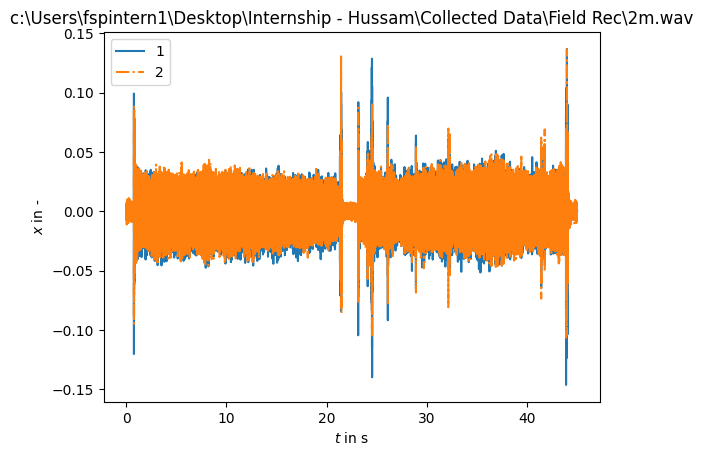 c:\Users\fspintern1\Desktop\Internship - Hussam\Collected Data\Field Rec\2m.wav
0.15
0.10
0.05
0.00
−0.05
−0.10
−0.15
x in -
1
2
0 10 20 30 40
t in s